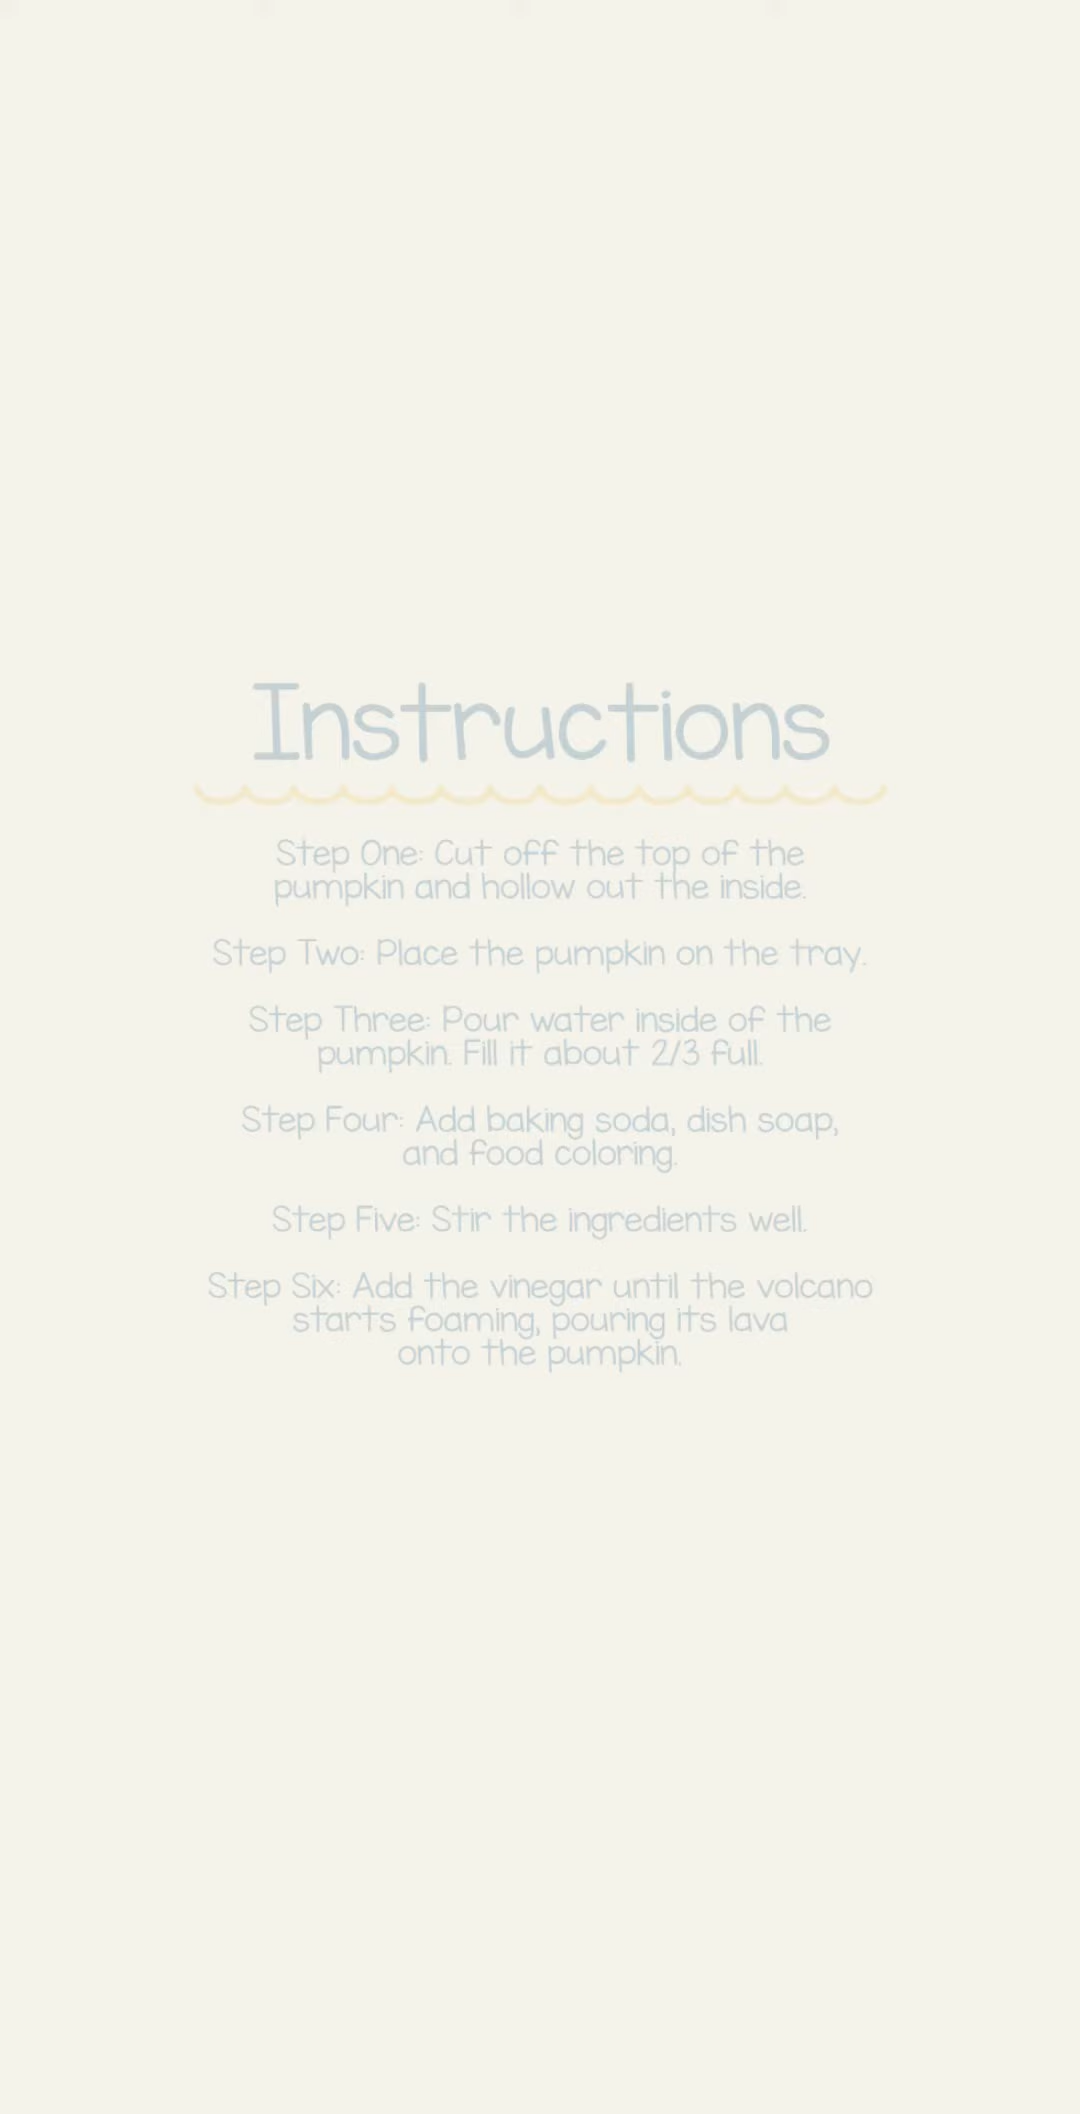 Instructions
Step One: Cut off the top of the
pumpkin and hollow out the inside.
Step Two: Place the pumpkin on the tray.
Step Three: Pour water inside of the
pumpkin. Fill it about 2/3 full.
Step Four: Add baking soda, dish soap,
and food coloring.
Step Five: Stir the ingredients well.
Step Six: Add the vinegar until the volcano
starts foaming, pouring its lava
onto the pumpkin.